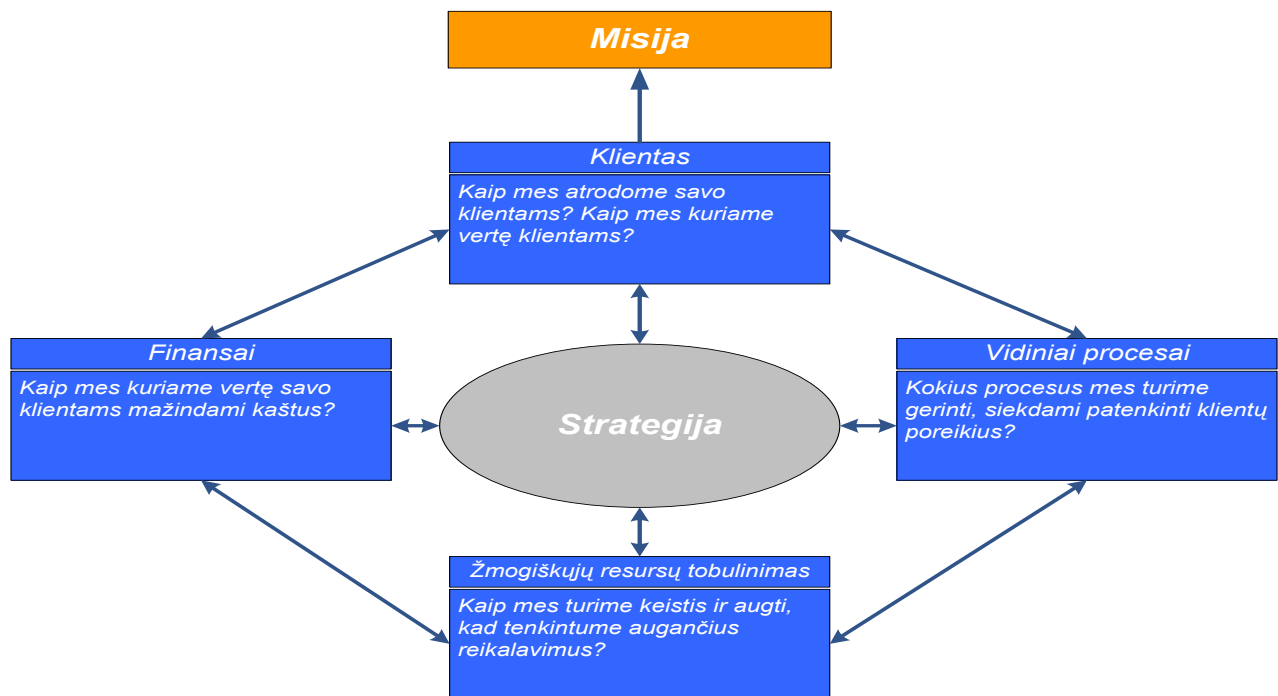 Misija
Klientas
Kaip mes atrodome savo
klientams? Kaip mes kuriame
vertę klientams?
Finansai
Kaip mes kuriame vertę savo
klientams mažindami kaštus?
Strategija
Vidiniai procesai
Kokius procesus mes turime
gerinti, siekdami patenkinti klientų
poreikius?
Žmogiškųjų resursų tobulinimas
Kaip mes turime keistis ir augti,
kad tenkintume augančius
reikalavimus?